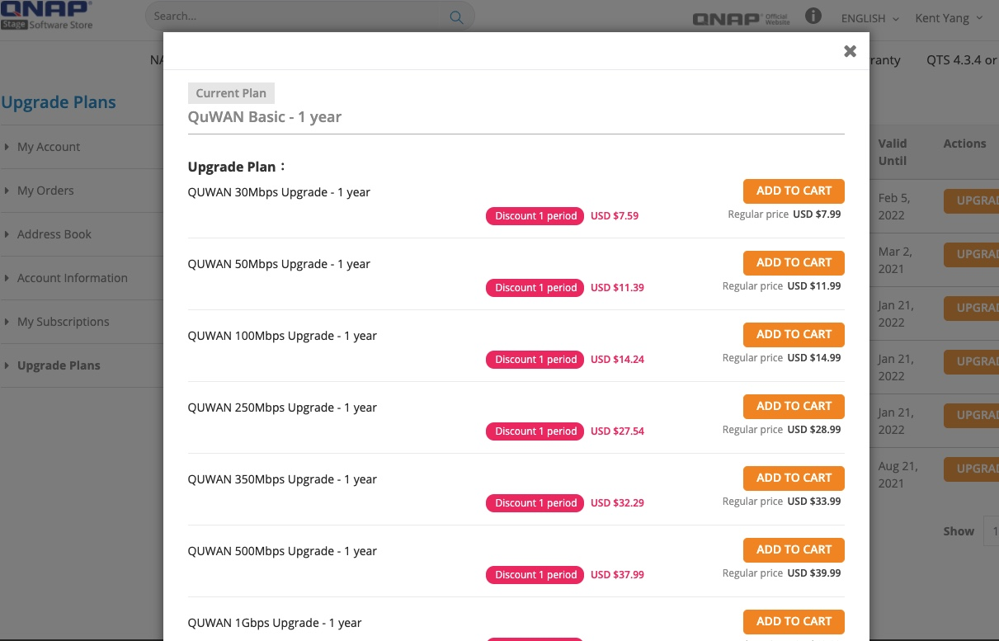 QNAP
Stage Software Store
Search...
QNAP Official Website
ENGLISH
Kent Yang
QTS 4.3.4 or
Upgrade Plans
My Account
My Orders
Address Book
Account Information
My Subscriptions
Upgrade Plans
Current Plan
QuWAN Basic - 1 year
Upgrade Plan :
QUWAN 30Mbps Upgrade - 1 year
ADD TO CART
Discount 1 period USD $7.59
Regular price USD $7.99
QUWAN 50Mbps Upgrade - 1 year
ADD TO CART
Discount 1 period USD $11.39
Regular price USD $11.99
QUWAN 100Mbps Upgrade - 1 year
ADD TO CART
Discount 1 period USD $14.24
Regular price USD $14.99
QUWAN 250Mbps Upgrade - 1 year
ADD TO CART
Discount 1 period USD $27.54
Regular price USD $28.99
QUWAN 350Mbps Upgrade - 1 year
ADD TO CART
Discount 1 period USD $32.29
Regular price USD $33.99
QUWAN 500Mbps Upgrade - 1 year
ADD TO CART
Discount 1 period USD $37.99
Regular price USD $39.99
QUWAN 1Gbps Upgrade - 1 year
ADD TO CART
Valid Until
Actions
Feb 5,
2022
Mar 2,
2021
Jan 21,
2022
Jan 21,
2022
Jan 21,
2022
Aug 21,
2021
Show